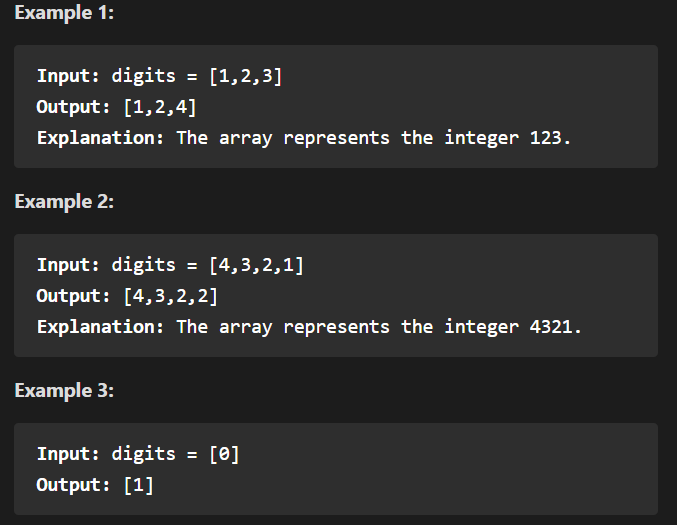 Example 1:
Input: digits = [1,2,3]
Output: [1,2,4]
Explanation: The array represents the integer 123.
Example 2:
Input: digits = [4,3,2,1]
Output: [4,3,2,2]
Explanation: The array represents the integer 4321.
Example 3:
Input: digits = [0]
Output: [1]